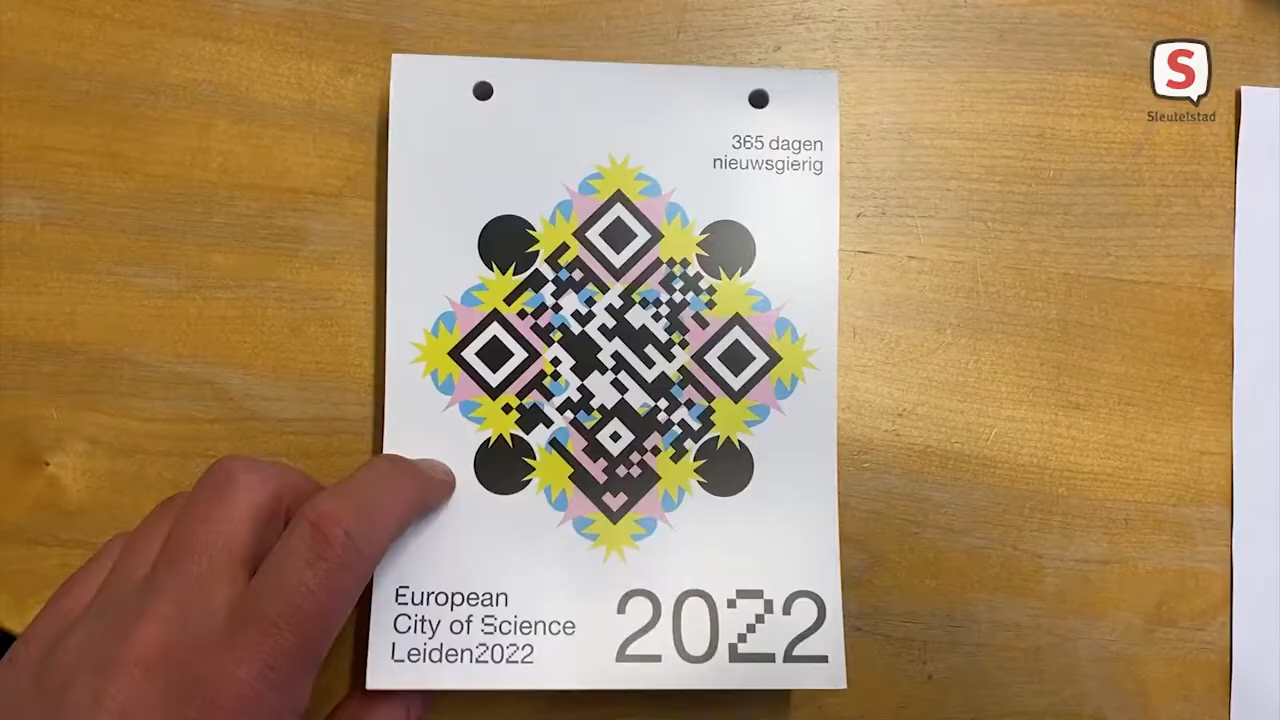 S
Sleutelstad
365 dagen
nieuwsgierig
European
City of Science
Leiden2022
2022